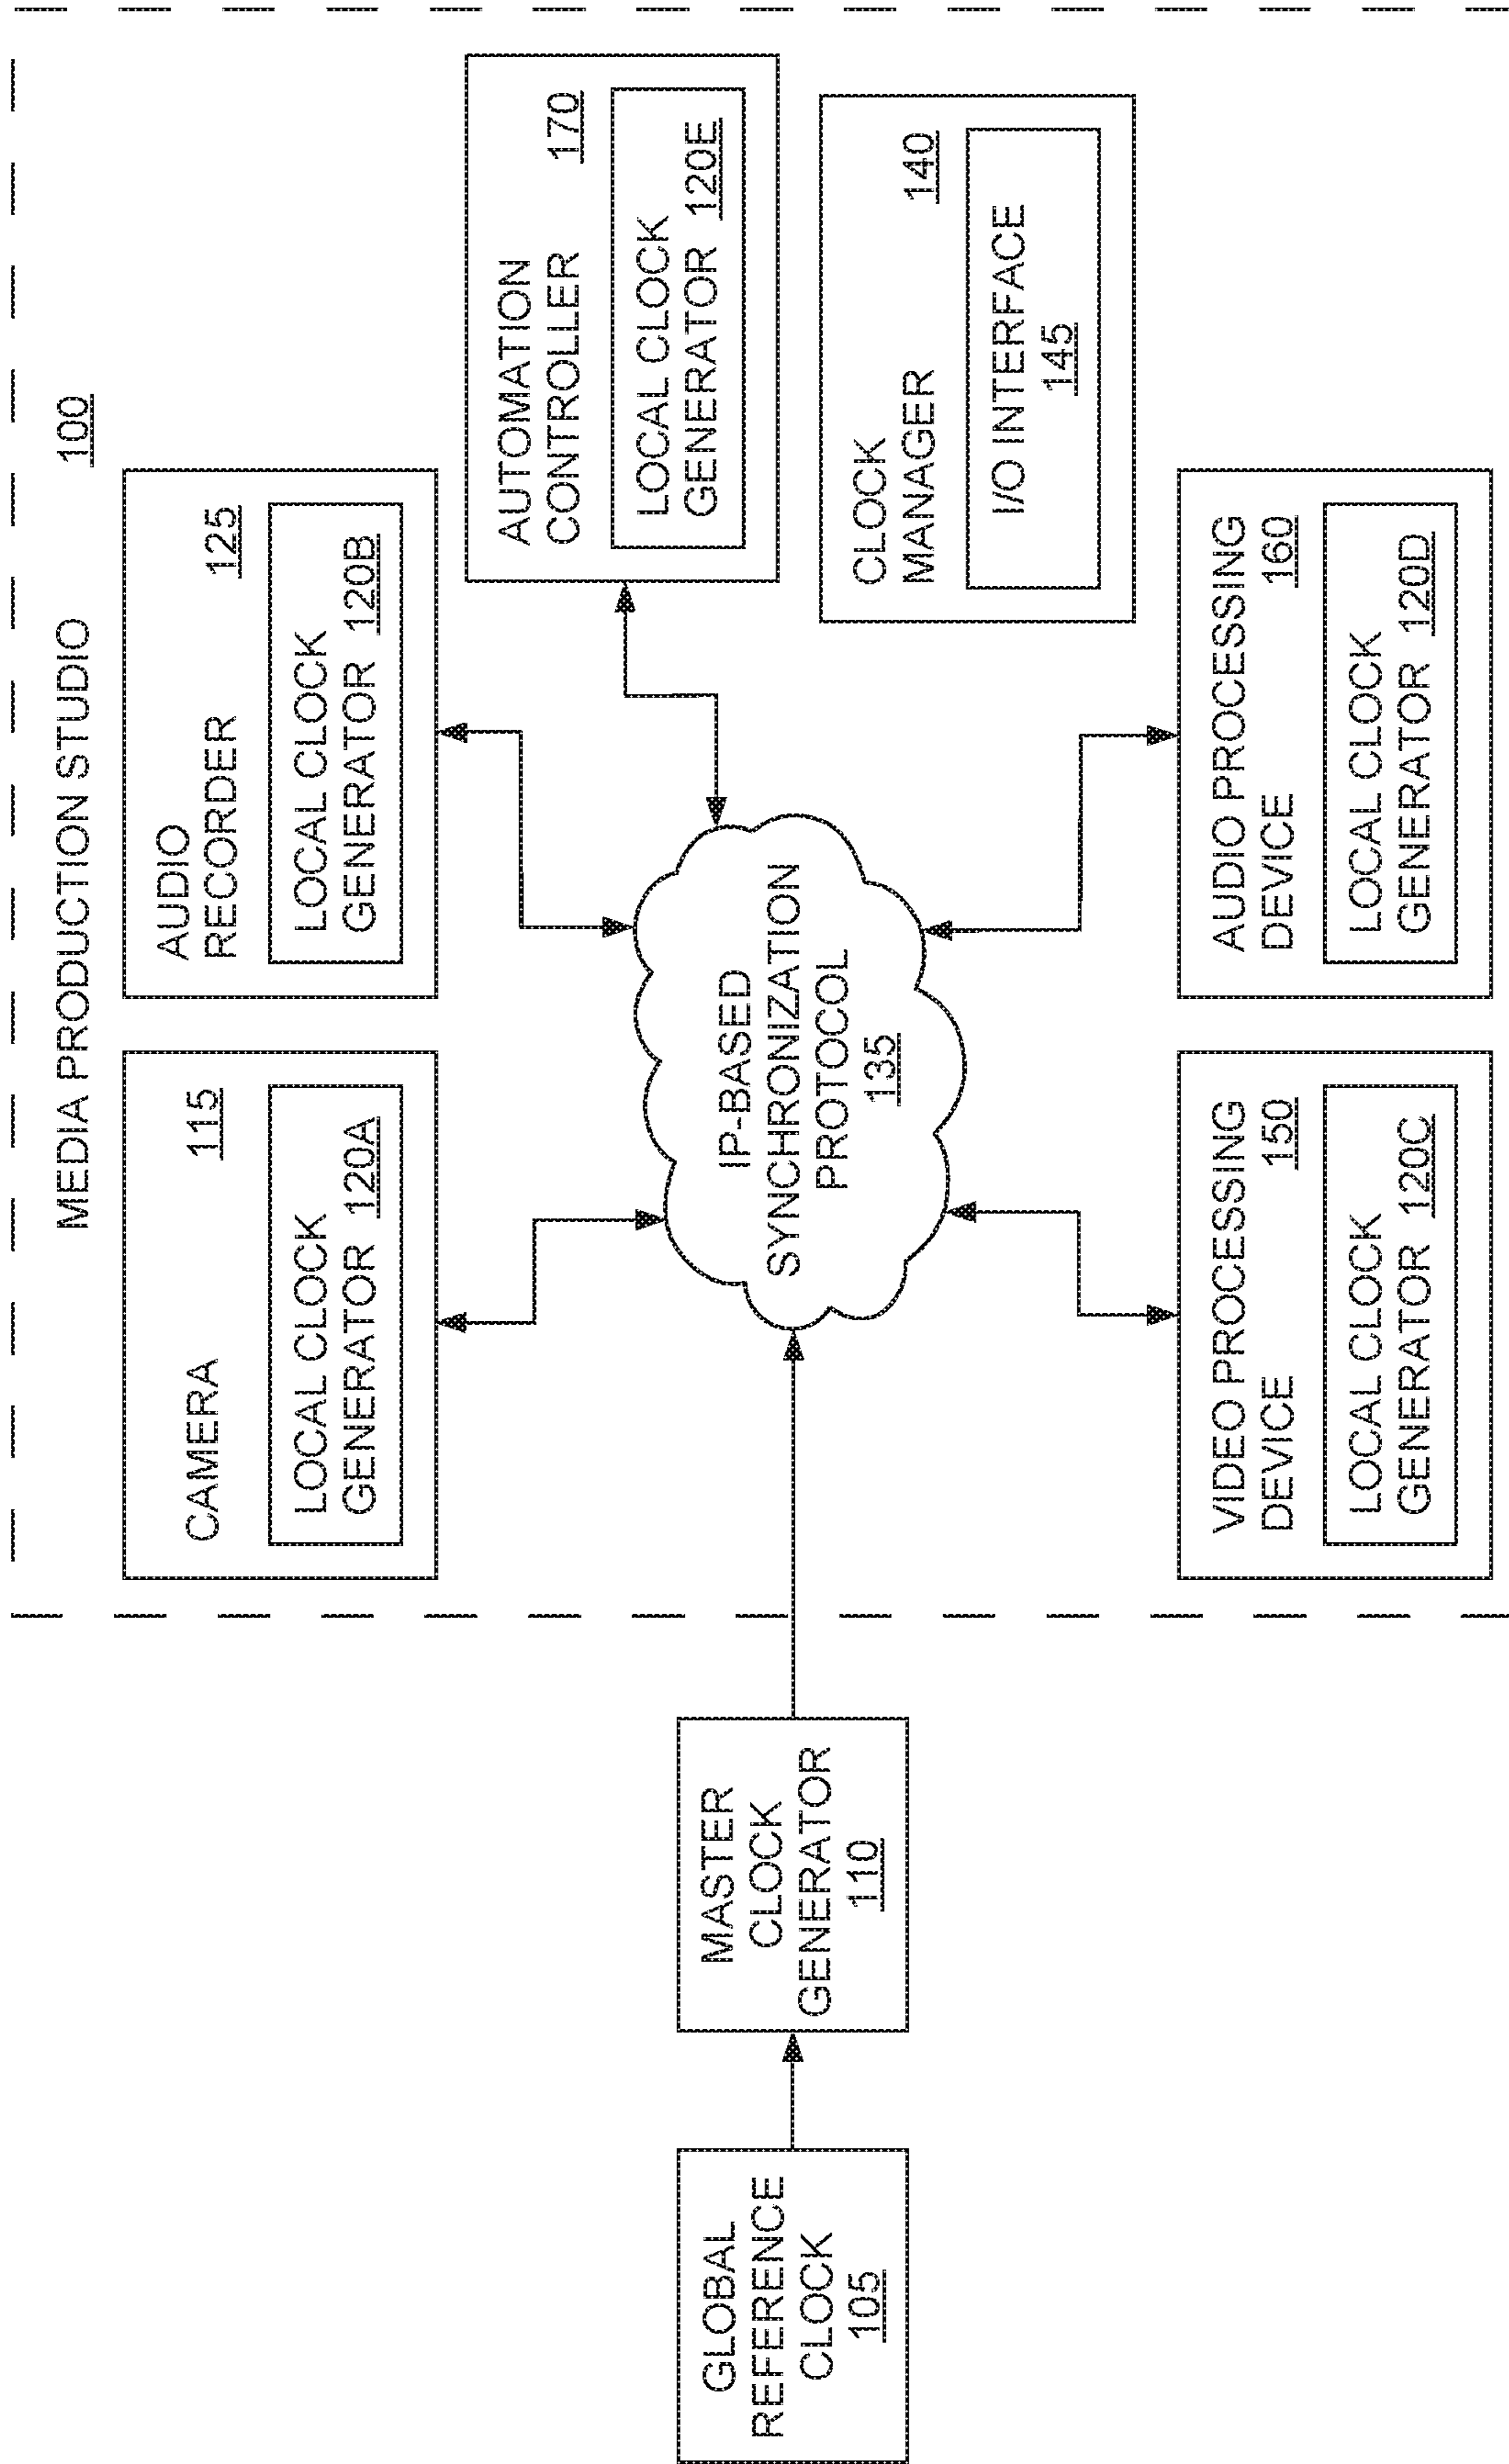 MEDIA PRODUCTION STUDIO 100
CAMERA 115
LOCAL CLOCK
GENERATOR 120A
AUDIO
RECORDER 125
LOCAL CLOCK
GENERATOR 120B
AUTOMATION
CONTROLLER 170
LOCAL CLOCK
GENERATOR 120E
GLOBAL
REFERENCE
CLOCK
105
MASTER
CLOCK
GENERATOR
110
IP-BASED
SYNCHRONIZATION
PROTOCOL
135
CLOCK
MANAGER 140
I/O INTERFACE
145
VIDEO PROCESSING
DEVICE 150
LOCAL CLOCK
GENERATOR 120C
AUDIO PROCESSING
DEVICE 160
LOCAL CLOCK
GENERATOR 120D